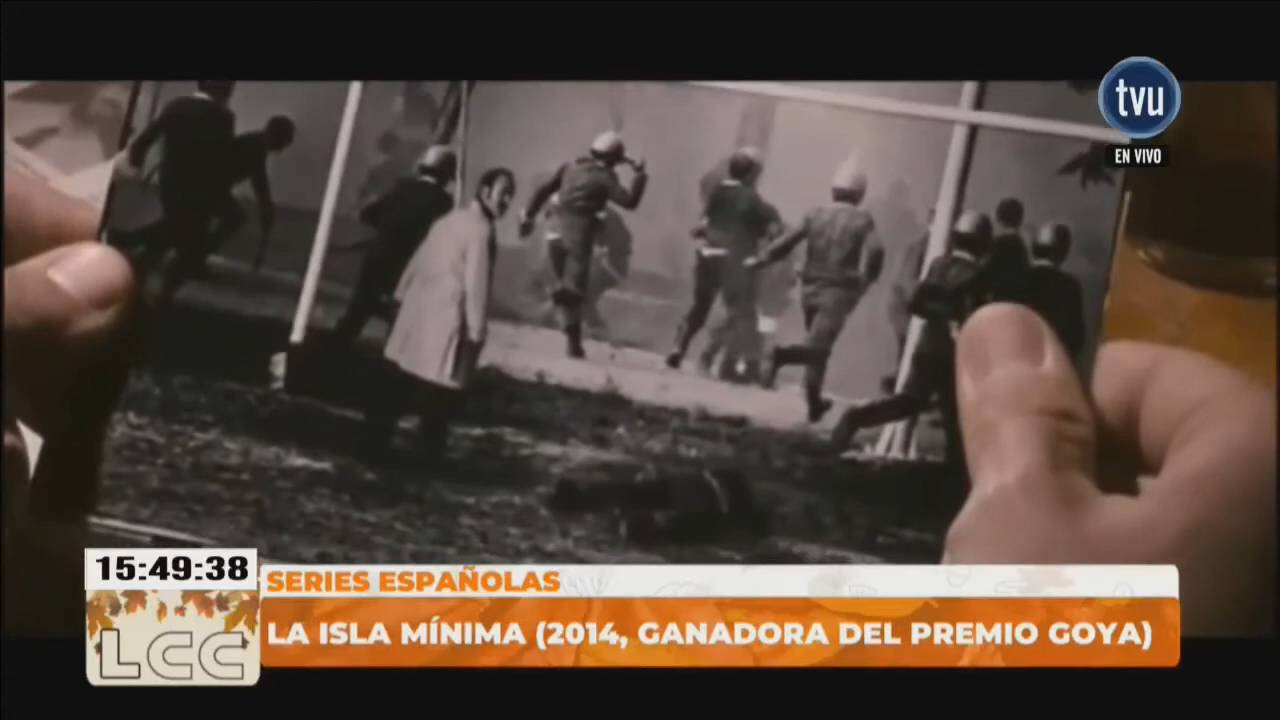 tvu
EN VIVO
15:49:38
SERIES ESPAÑOLAS
LCC
LA ISLA MÍNIMA (2014, GANADORA DEL PREMIO GOYA)